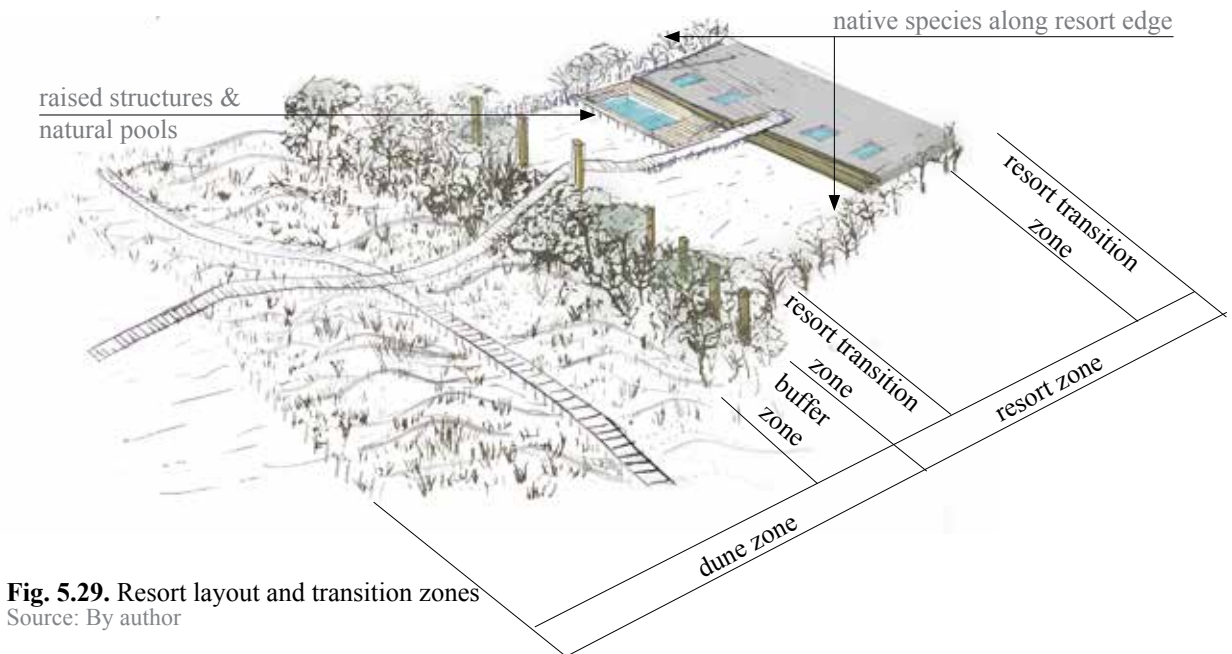 native species along resort edge
raised structures &
natural pools
resort transition
zone
resort transition
zone
buffer
zone
resort zone
dune zone
Fig. 5.29. Resort layout and transition zones
Source: By author